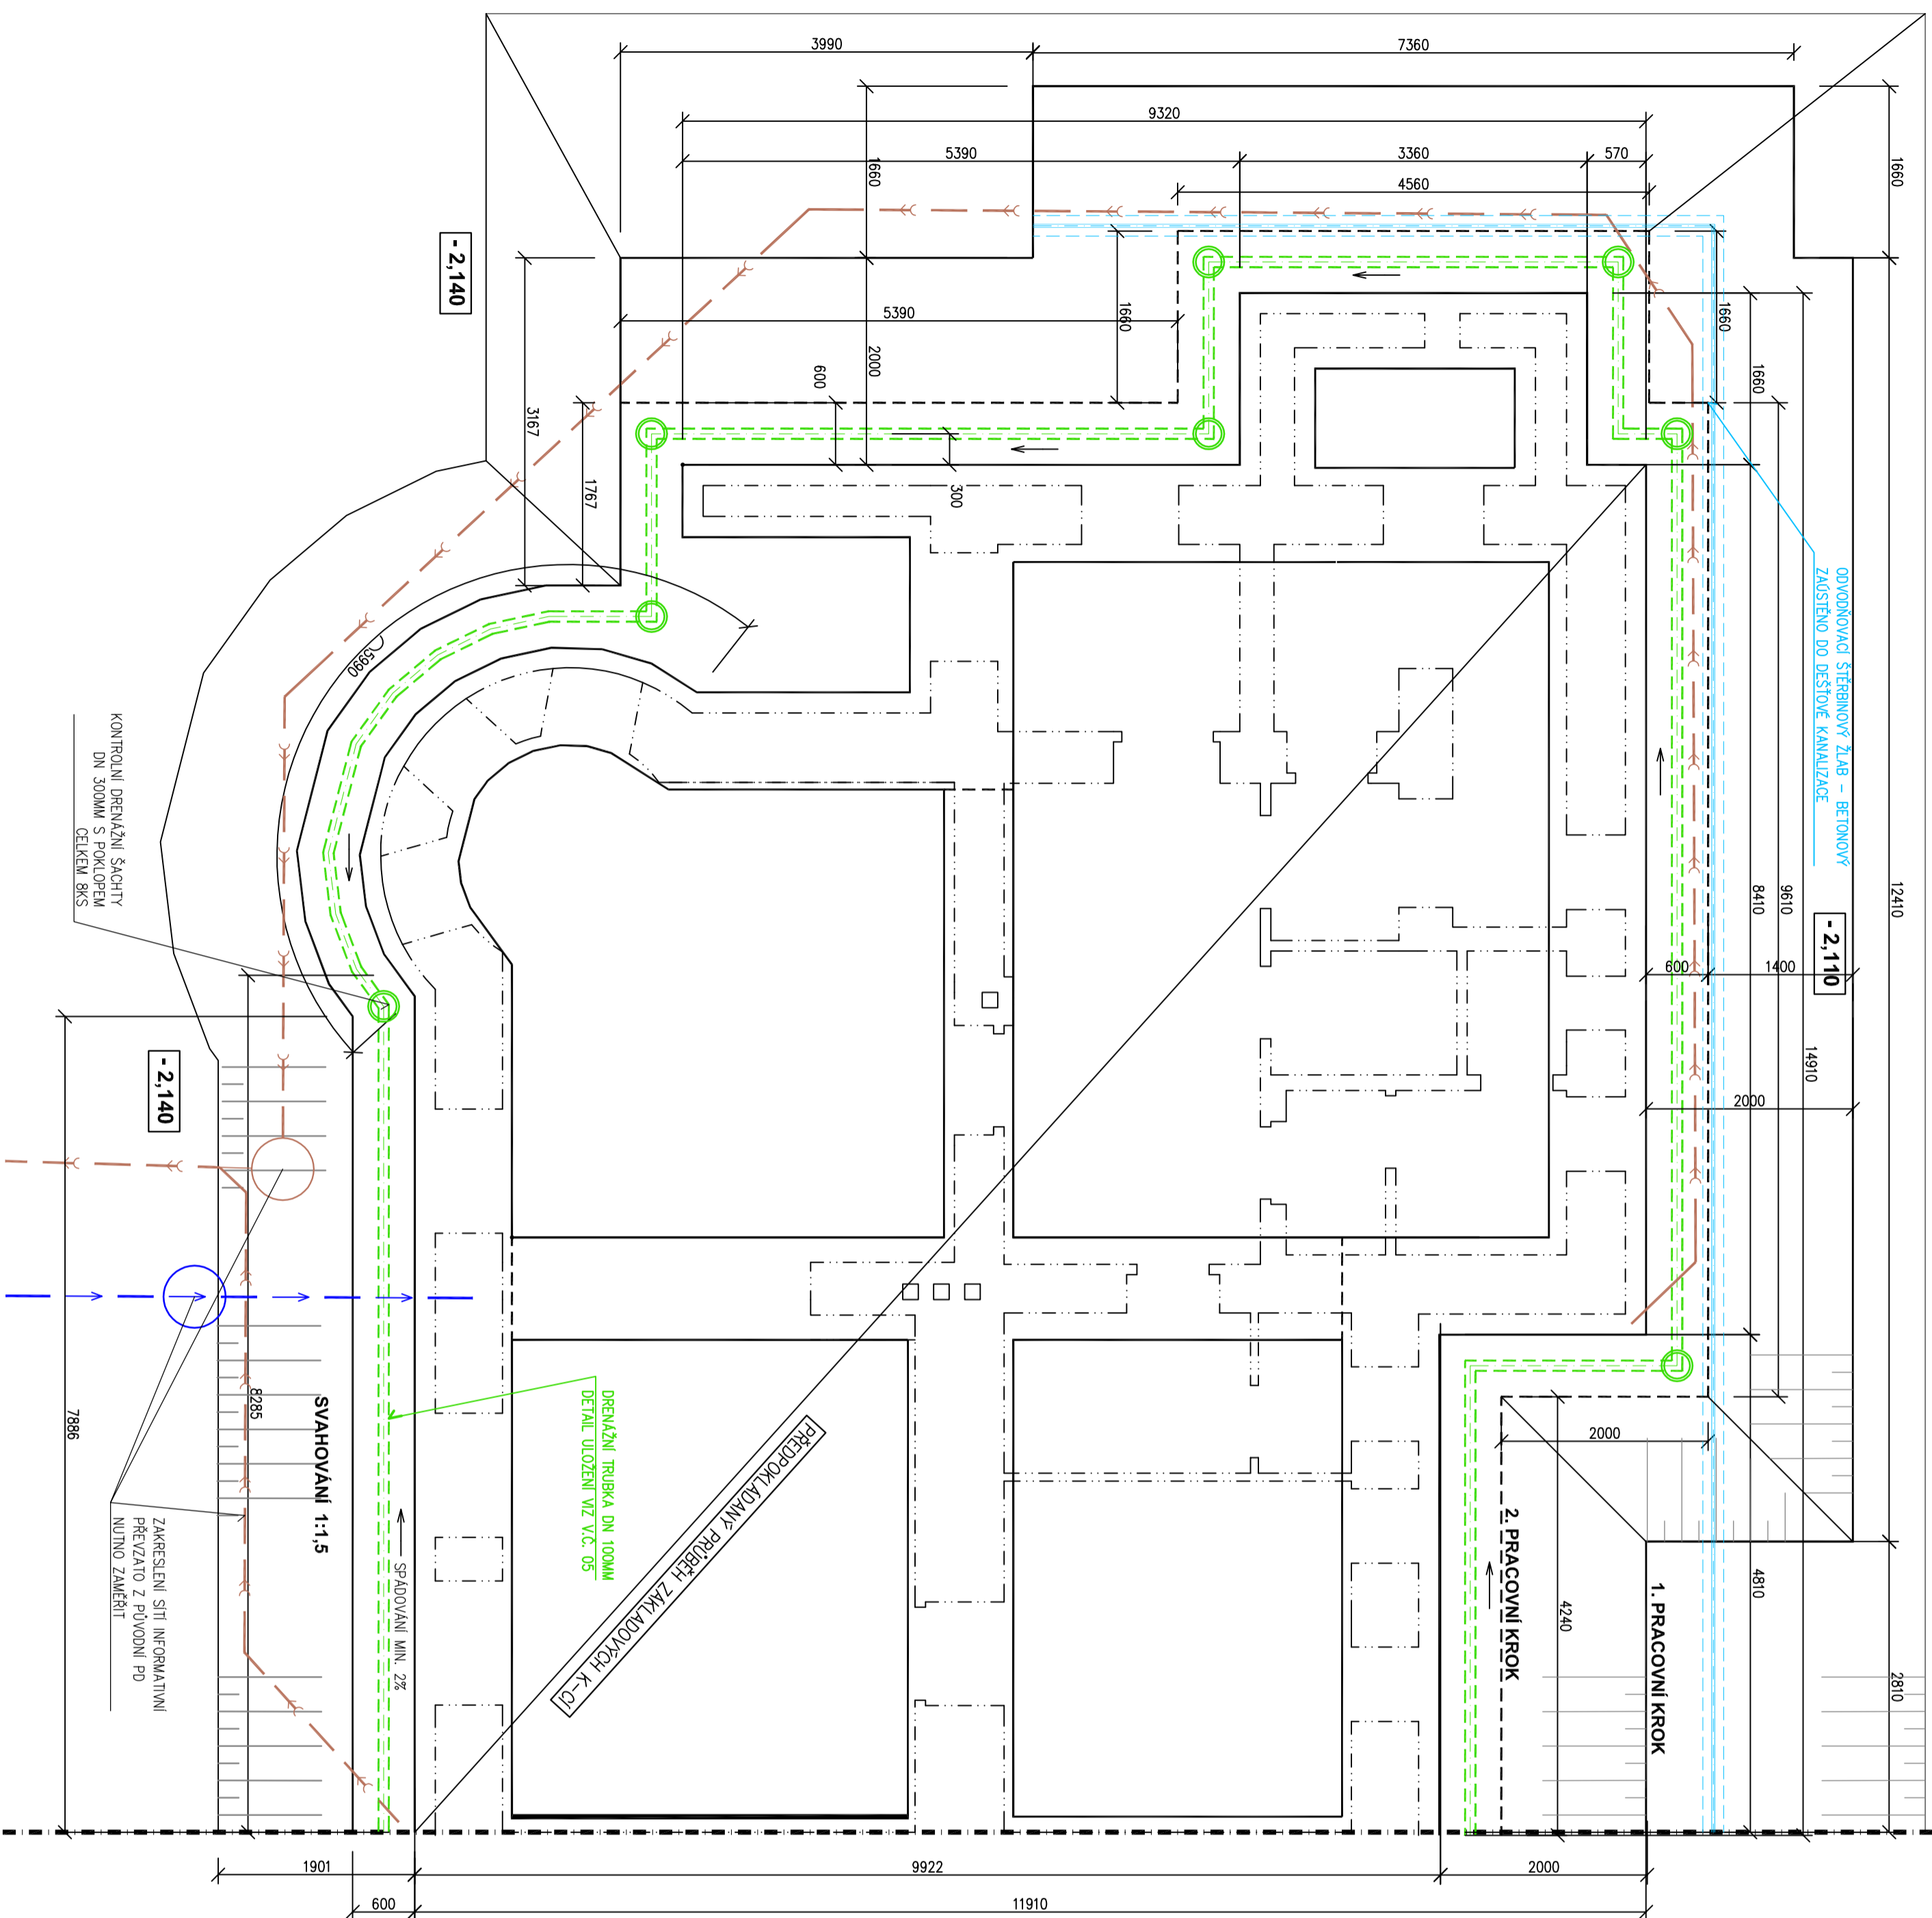 3990
7360
9320
5390
3360
570
4560
1660
1660
1660
1660
1660
5390
2000
600
300
- 2,140
3167
1767
5990
ODVODŇOVACÍ ŠTĚRBINOVÝ ŽLAB - BETONOVÝ
ZAÚSTĚNO DO DEŠŤOVÉ KANALIZACE
12410
9610
8410
- 2,110
600
1400
14910
2000
KONTROLNÍ DRENÁŽNÍ ŠACHTY
DN 300MM S POKLOPEM
CELKEM 8KS
- 2,140
8285
7886
SVAHOVÁNÍ 1:1,5
SPÁDOVÁNÍ MIN. 2%
ZAKRESLENÍ SÍTÍ INFORMATIVNÍ
PŘEVZATO Z PŮVODNÍ PD
NUTNO ZAMĚŘIT
DRENÁŽNÍ TRUBKA DN 100MM
DETAIL ULOŽENÍ VIZ V.Č. 05
PŘEDPOKLÁDANÝ PRŮBĚH ZÁKLADOVÝCH K-CÍ
2000
2. PRACOVNÍ KROK
4240
1. PRACOVNÍ KROK
4810
2810
1901
9922
2000
600
11910